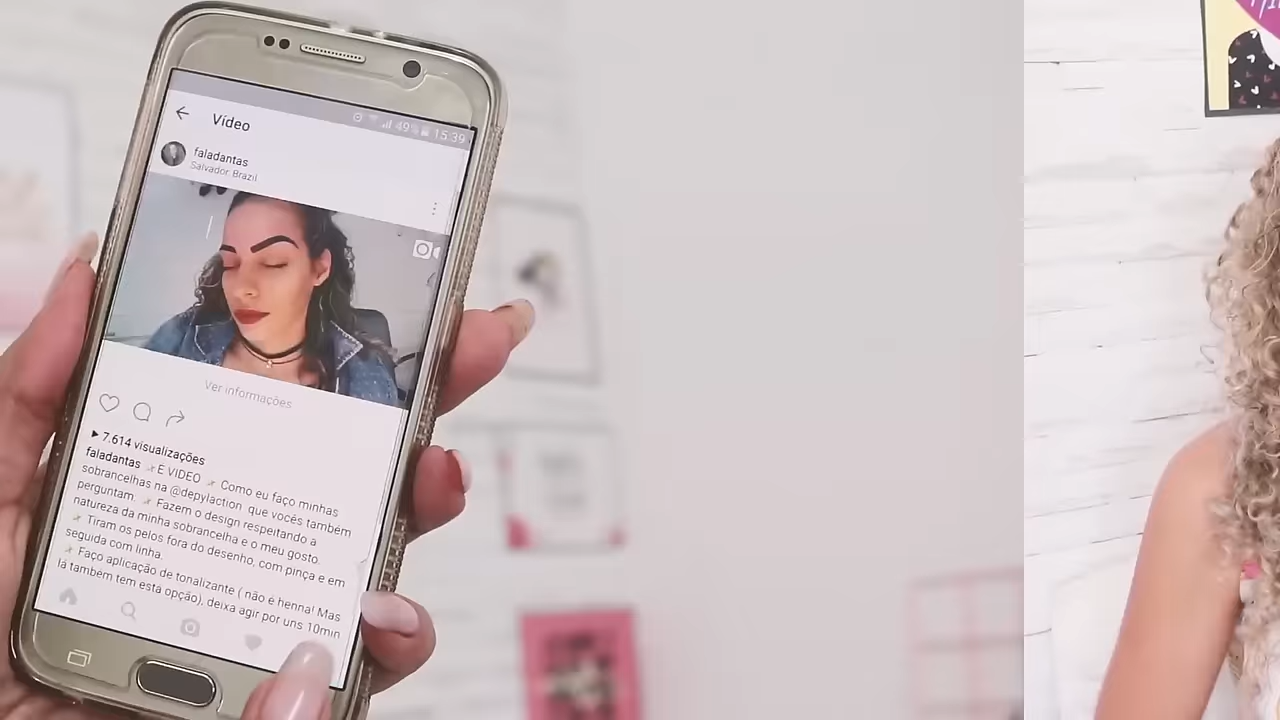 49% 15:39
Vídeo
faladantas
Salvador, Brazil
Ver informações
7.614 visualizações
faladantas E VIDEO Como eu faço minhas
sobrancelhas na @depylaction que vocês também
perguntam. Fazem o design respeitando a
natureza da minha sobrancelha e o meu gosto.
Tiram os pelos fora do desenho, com pinça e em
seguida com linha.
Faço aplicação de tonalizante ( não é henna! Mas
lá também tem esta opção), deixa agir por uns 10min